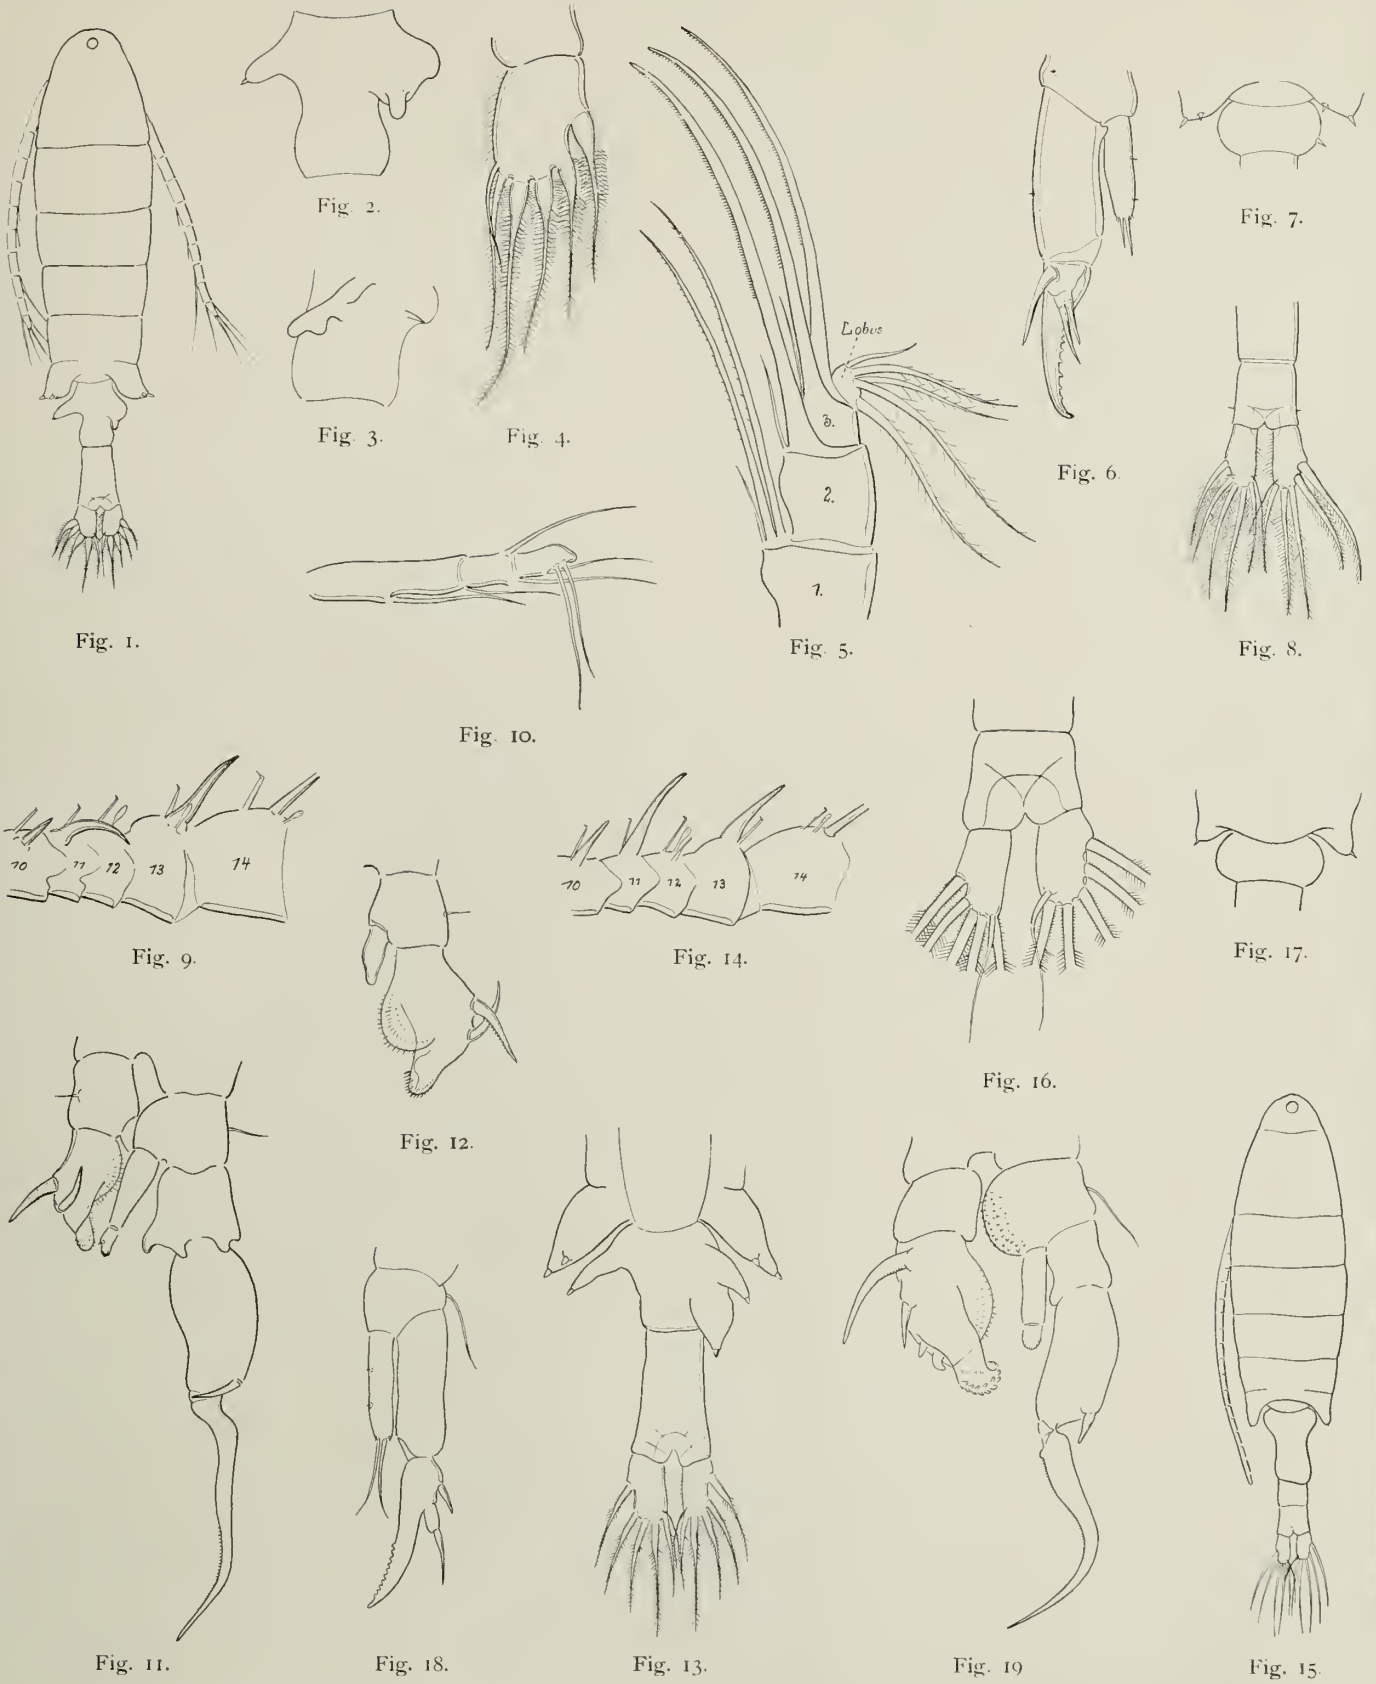 Fig. 2.
Fig. 7.
Lobus
Fig. 3.
Fig. 4.
3.
Fig. 6
2.
1.
Fig. 1.
Fig. 5.
Fig. 8.
Fig. 10.
10 11 12 13 14
10 11 12 13 14
Fig. 9.
Fig. 14.
Fig. 17.
Fig. 16.
Fig. 12.
Fig. 11.
Fig. 18.
Fig. 13.
Fig. 19
Fig. 15.